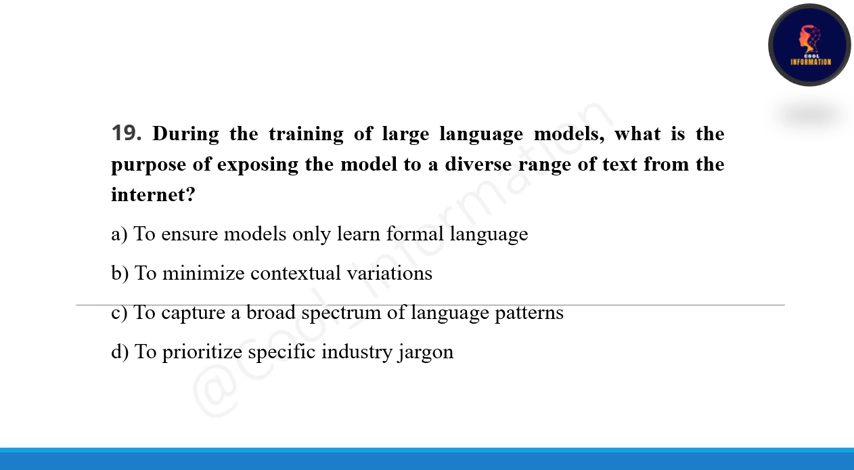 COOL
INFORMATION
19. During the training of large language models, what is the
purpose of exposing the model to a diverse range of text from the
internet?
a) To ensure models only learn formal language
b) To minimize contextual variations
c) To capture a broad spectrum of language patterns
d) To prioritize specific industry jargon
@Cool_Information